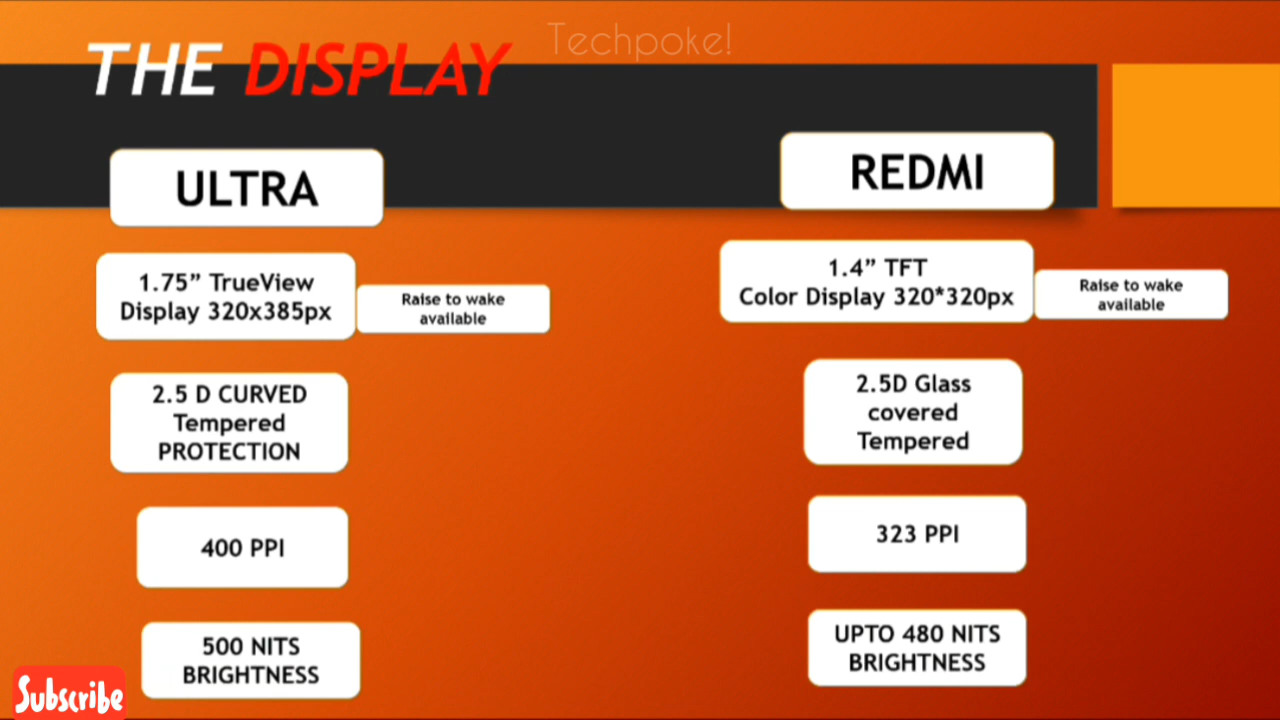 Techpoke!
THE DISPLAY
ULTRA
REDMI
1.75” TrueView
Display 320x385px
Raise to wake
available
1.4” TFT
Color Display 320*320px
Raise to wake
available
2.5 D CURVED
Tempered
PROTECTION
2.5D Glass
covered
Tempered
400 PPI
323 PPI
500 NITS
BRIGHTNESS
UPTO 480 NITS
BRIGHTNESS
Subscribe